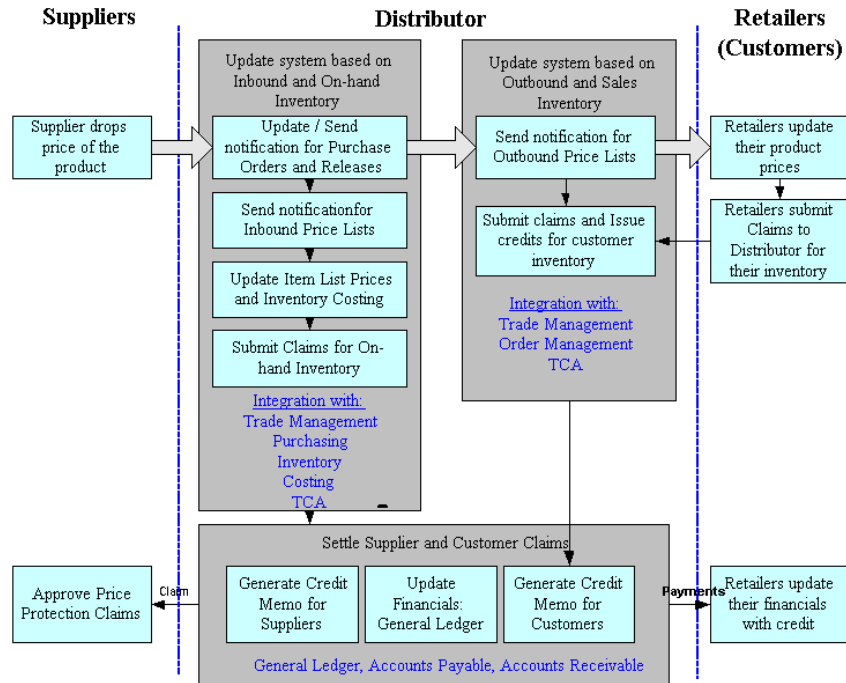 Suppliers
Distributor
Retailers
(Customers)
Update system based on
Inbound and On-hand
Inventory
Update system based on
Outbound and Sales
Inventory
Supplier drops
price of the
product
Update / Send
notification for Purchase
Orders and Releases
Send notification for
Outbound Price Lists
Retailers update
their product
prices
Send notificationfor
Inbound Price Lists
Submit claims and Issue
credits for customer
inventory
Retailers submit
Claims to
Distributor for
their inventory
Update Item List Prices
and Inventory Costing
Submit Claims for On-
hand Inventory
Integration with:
Trade Management
Order Management
TCA
Integration with:
Trade Management
Purchasing
Inventory
Costing
TCA
Settle Supplier and Customer Claims
Approve Price
Protection Claims
Claim
Generate Credit
Memo for
Suppliers
Update
Financials:
General Ledger
Generate Credit
Memo for
Customers
Payments
Retailers update
their financials
with credit
General Ledger, Accounts Payable, Accounts Receivable